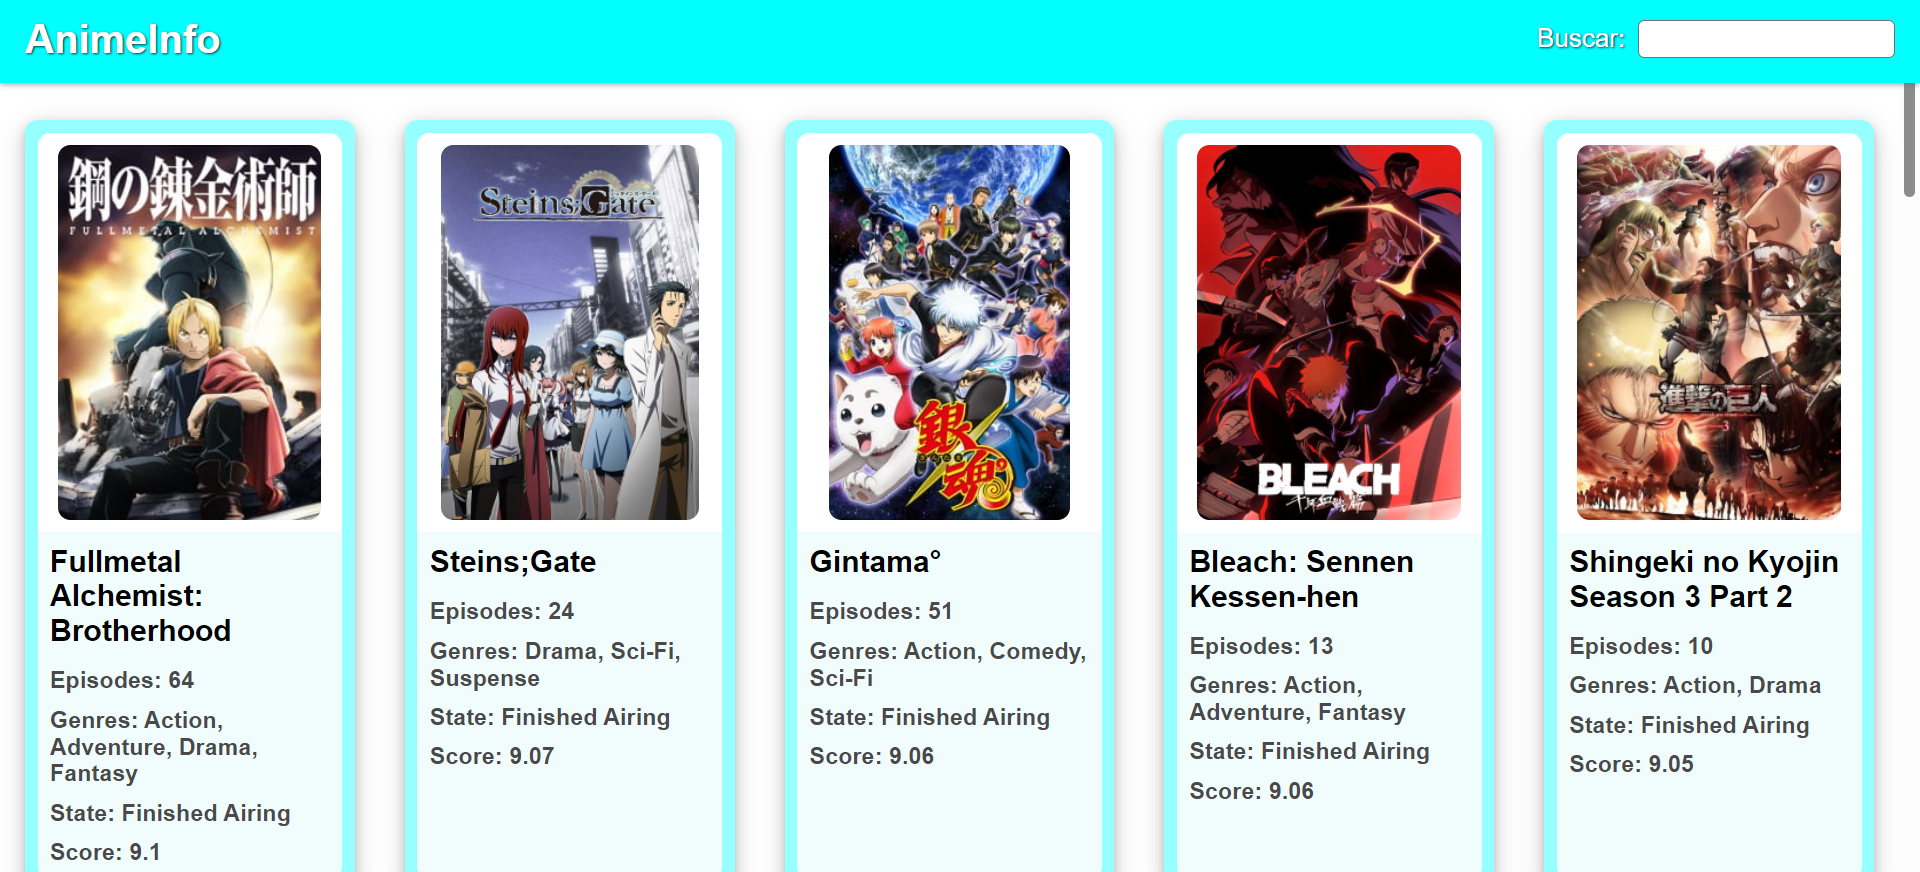 AnimeInfo
Buscar:
鋼の錬金術師
FULLMETAL ALCHEMIST
Fullmetal
Alchemist:
Brotherhood
Episodes: 64
Genres: Action,
Adventure, Drama,
Fantasy
State: Finished Airing
Score: 9.1
Steins;Gate
Steins;Gate
Episodes: 24
Genres: Drama, Sci-Fi,
Suspense
State: Finished Airing
Score: 9.07
銀
魂°
Gintama°
Episodes: 51
Genres: Action, Comedy,
Sci-Fi
State: Finished Airing
Score: 9.06
BLEACH
千年血戦篇
Bleach: Sennen
Kessen-hen
Episodes: 13
Genres: Action,
Adventure, Fantasy
State: Finished Airing
Score: 9.06
進撃の巨人
3
Shingeki no Kyojin
Season 3 Part 2
Episodes: 10
Genres: Action, Drama
State: Finished Airing
Score: 9.05